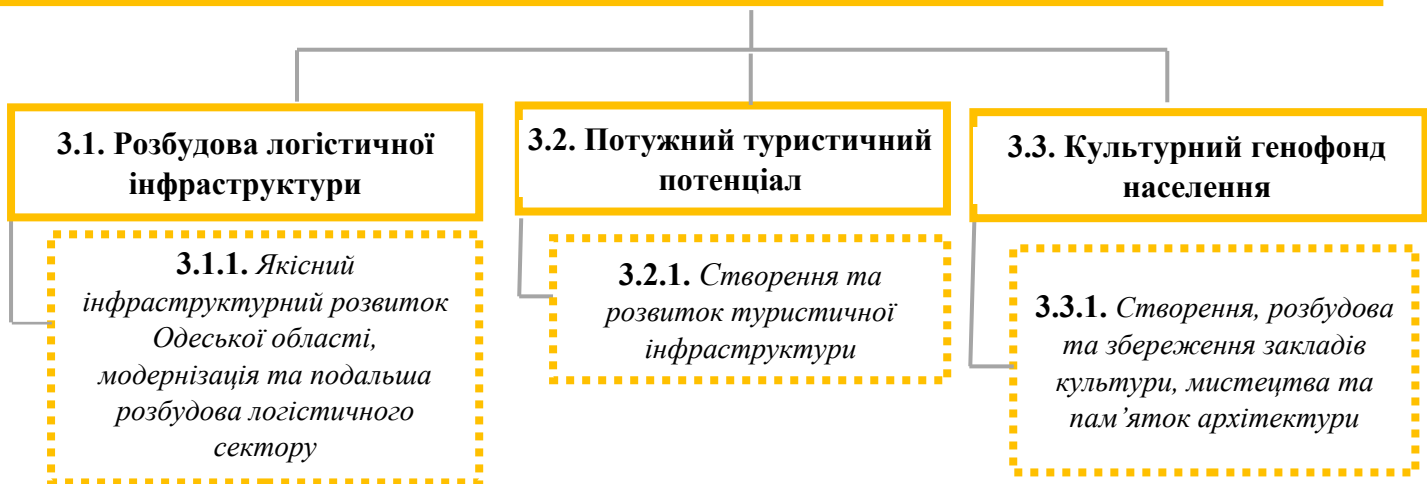 3.1. Розбудова логістичної
інфраструктури
3.1.1. Якісний
інфраструктурний розвиток
Одеської області,
модернізація та подальша
розбудова логістичного
сектору
3.2. Потужний туристичний
потенціал
3.2.1. Створення та
розвиток туристичної
інфраструктури
3.3. Культурний генофонд
населення
3.3.1. Створення, розбудова
та збереження закладів
культури, мистецтва та
пам’яток архітектури